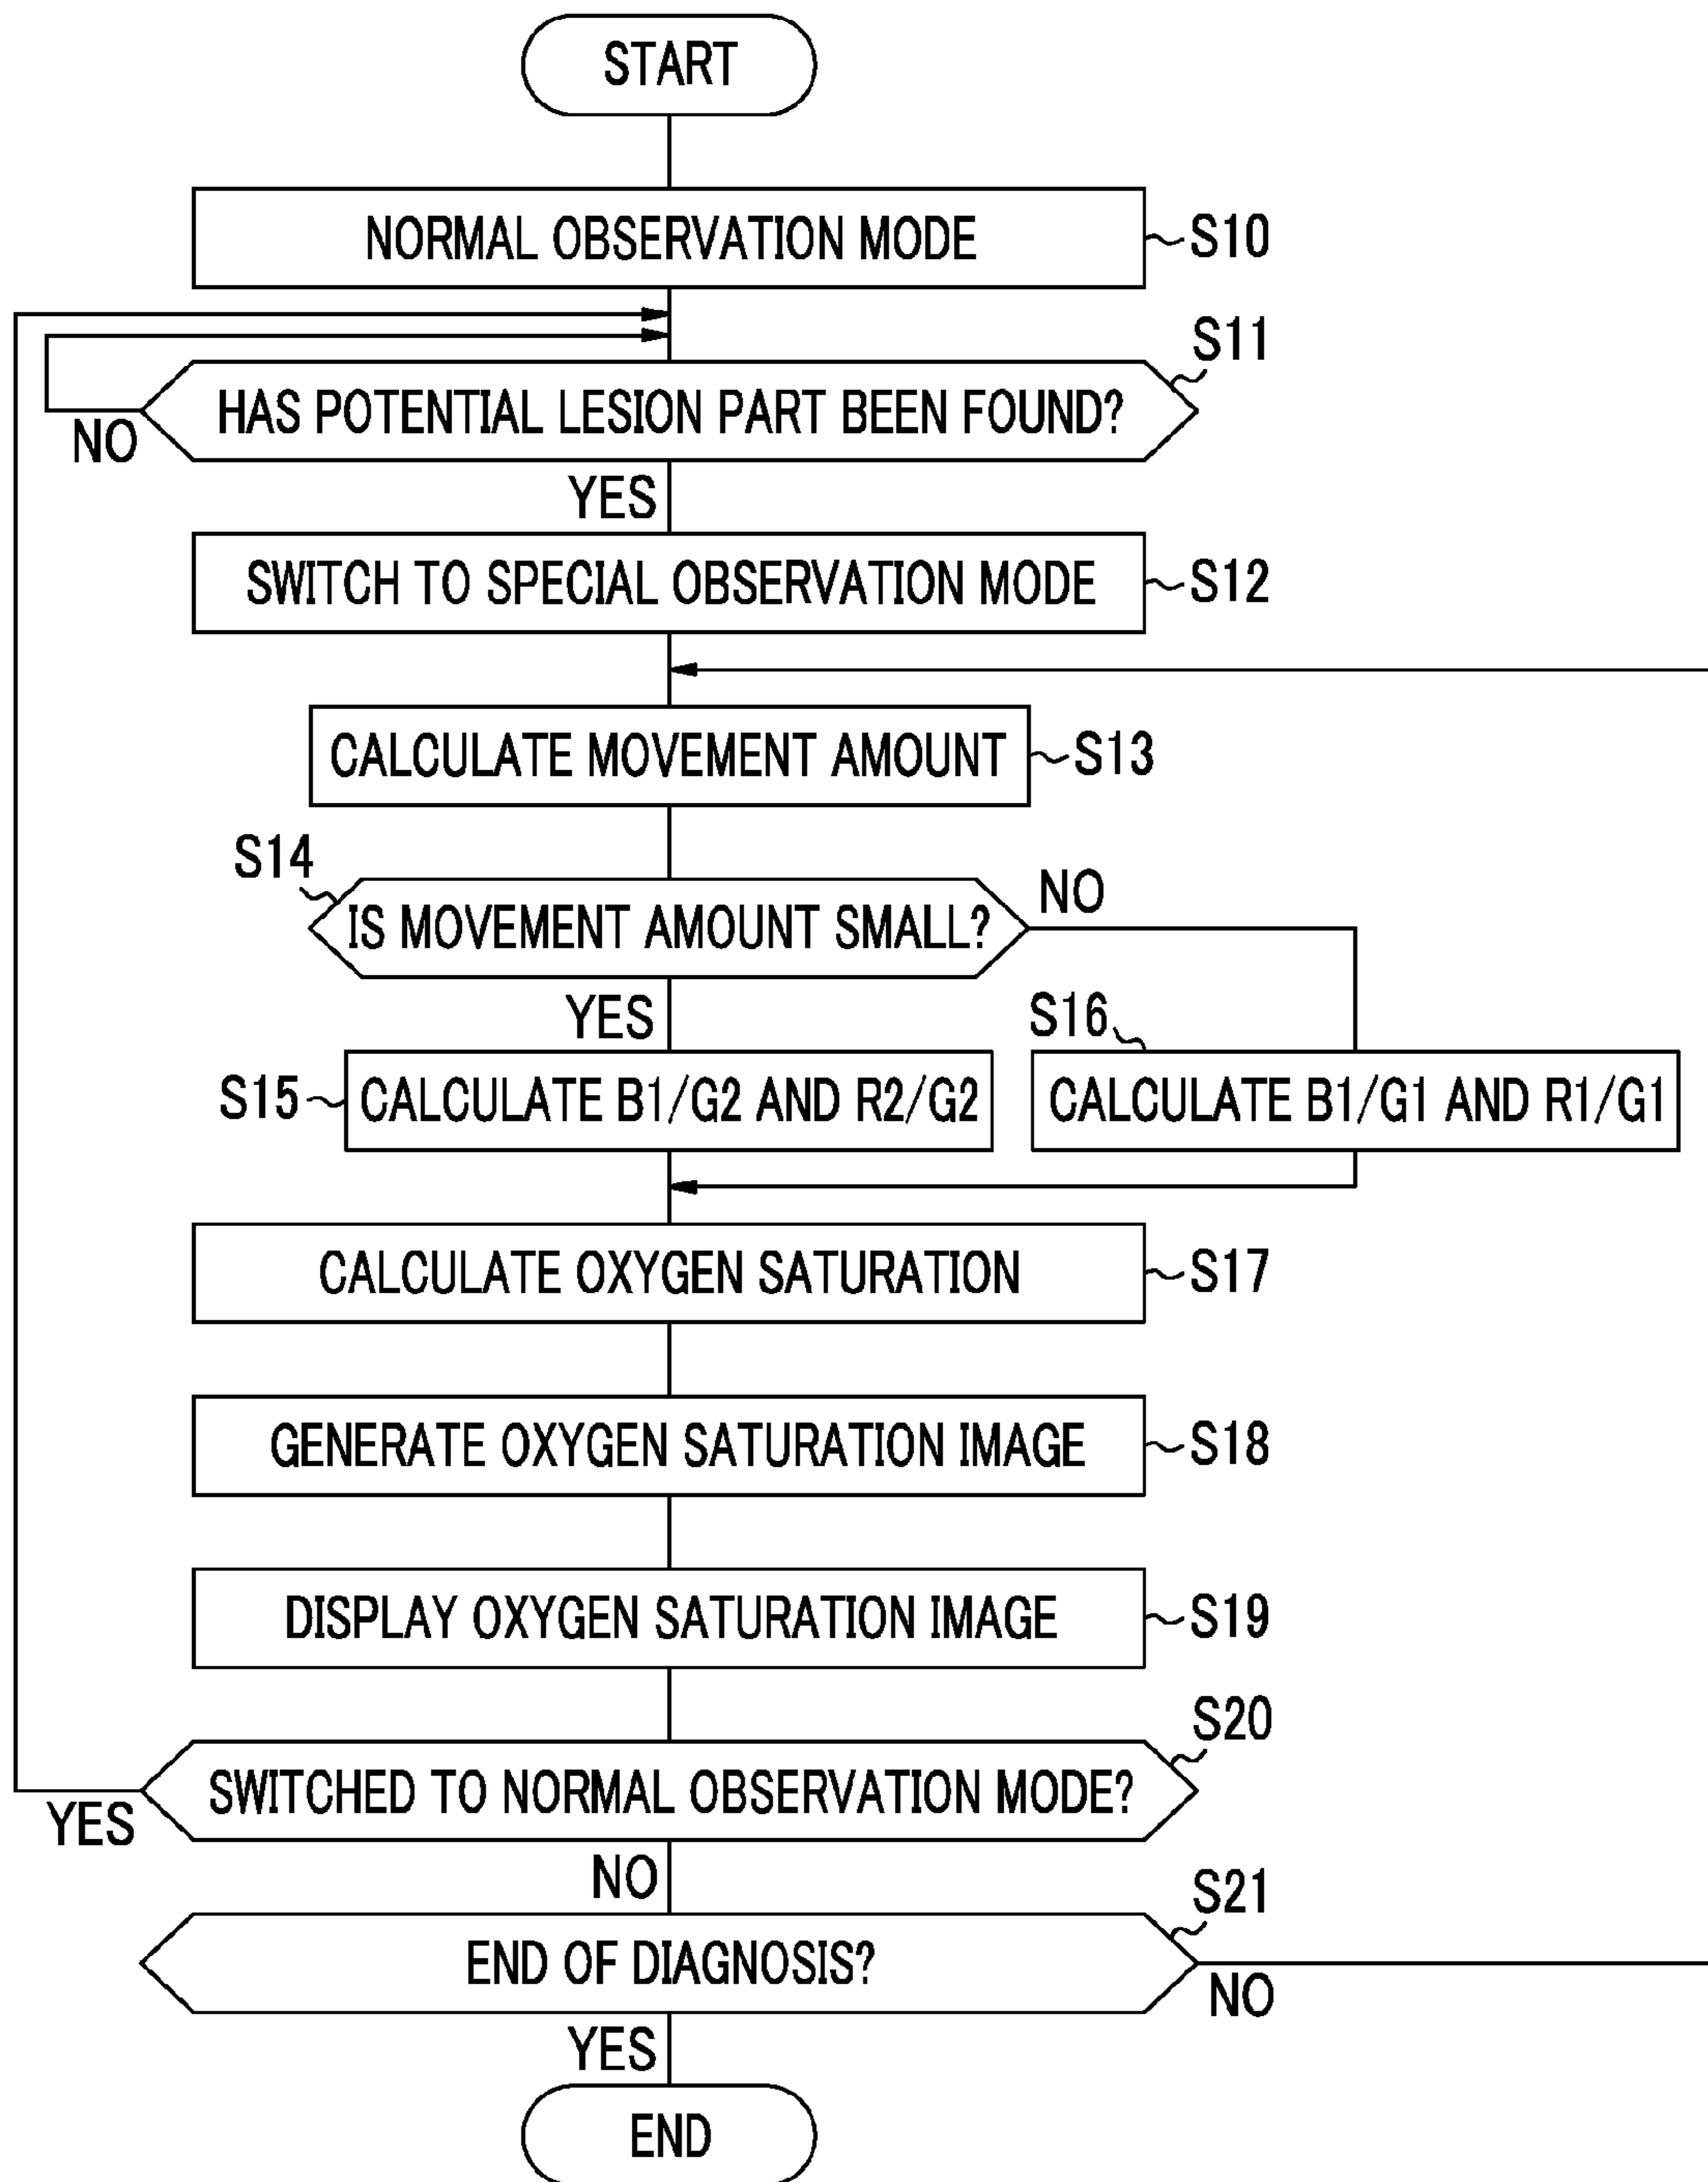 START
NORMAL OBSERVATION MODE
S10
S11
HAS POTENTIAL LESION PART BEEN FOUND?
NO
YES
SWITCH TO SPECIAL OBSERVATION MODE
S12
CALCULATE MOVEMENT AMOUNT
S13
S14
IS MOVEMENT AMOUNT SMALL?
NO
YES
S16
S15
CALCULATE B1/G2 AND R2/G2
CALCULATE B1/G1 AND R1/G1
CALCULATE OXYGEN SATURATION
S17
GENERATE OXYGEN SATURATION IMAGE
S18
DISPLAY OXYGEN SATURATION IMAGE
S19
S20
SWITCHED TO NORMAL OBSERVATION MODE?
YES
NO
S21
END OF DIAGNOSIS?
NO
YES
END